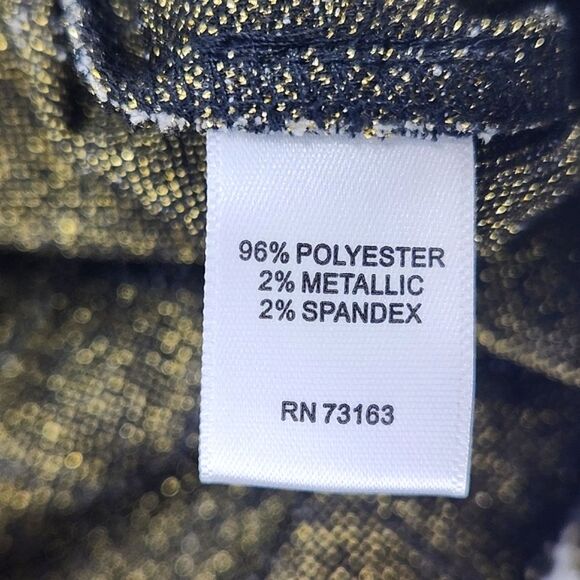 96% POLYESTER
2% METALLIC
2% SPANDEX
RN 73163